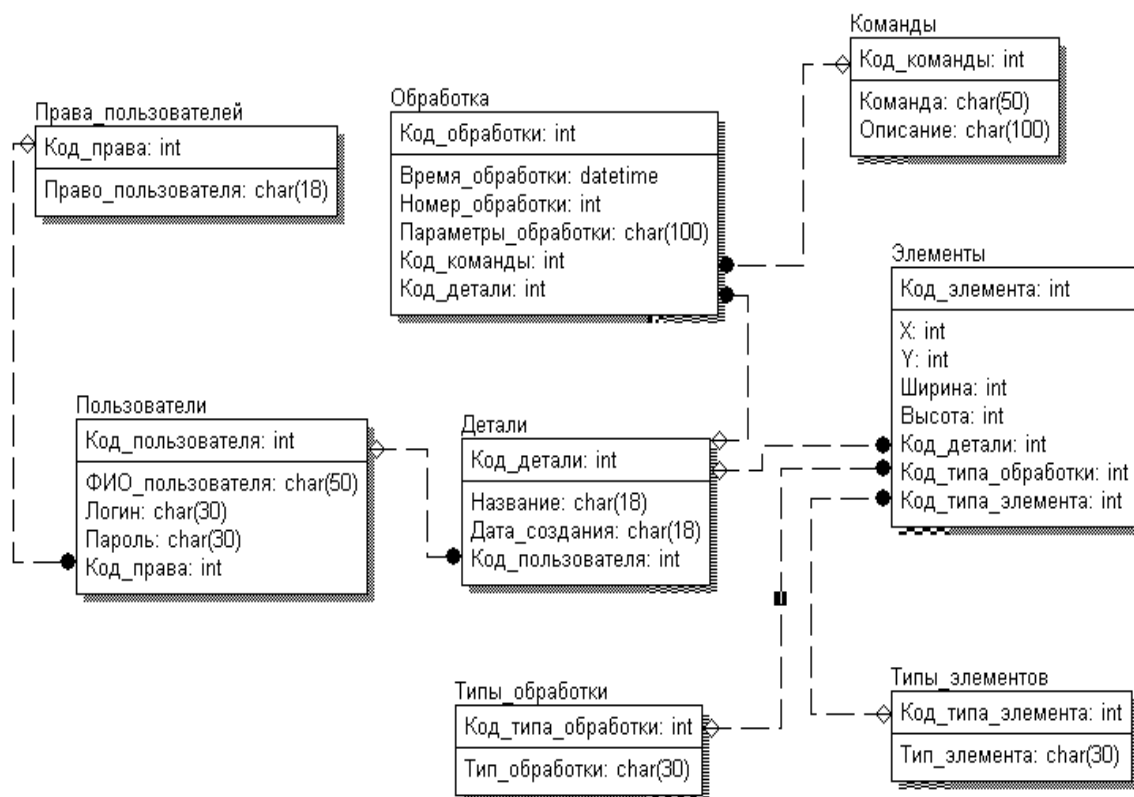 Команды
Код_команды: int
Команда: char(50)
Описание: char(100)
Права_пользователей
Код_права: int
Право_пользователя: char(18)
Обработка
Код_обработки: int
Время_обработки: datetime
Номер_обработки: int
Параметры_обработки: char(100)
Код_команды: int
Код_детали: int
Элементы
Код_элемента: int
X: int
Y: int
Ширина: int
Высота: int
Код_детали: int
Код_типа_обработки: int
Код_типа_элемента: int
Пользователи
Код_пользователя: int
ФИО_пользователя: char(50)
Логин: char(30)
Пароль: char(30)
Код_права: int
Детали
Код_детали: int
Название: char(18)
Дата_создания: char(18)
Код_пользователя: int
Типы_обработки
Код_типа_обработки: int
Тип_обработки: char(30)
Типы_элементов
Код_типа_элемента: int
Тип_элемента: char(30)